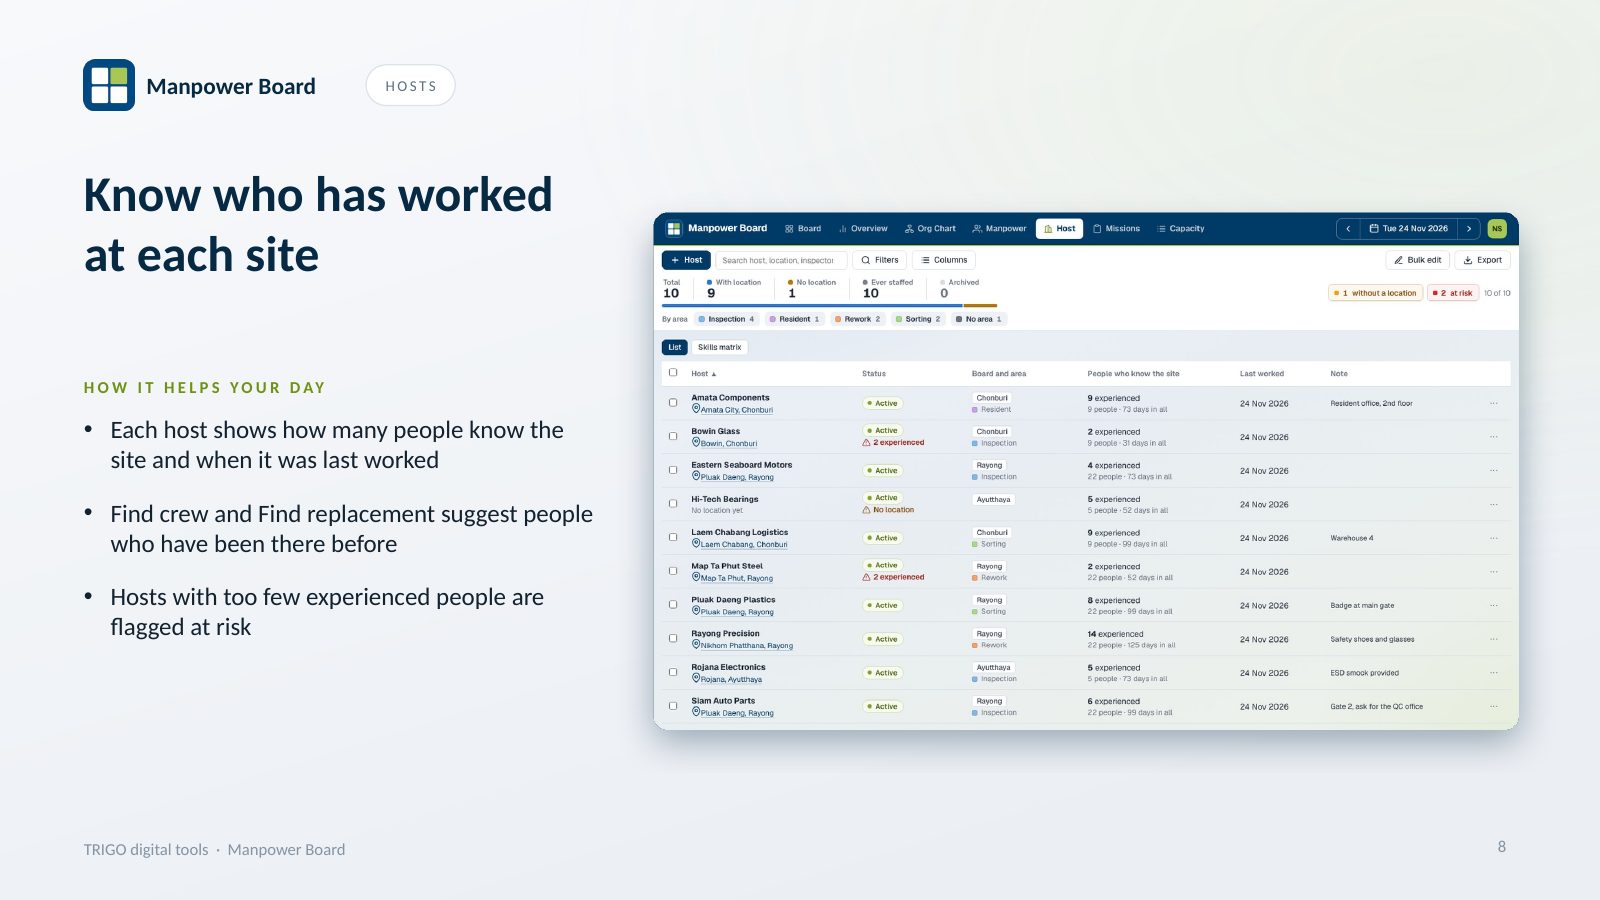 Manpower Board
HOSTS
Know who has worked
at each site
HOW IT HELPS YOUR DAY
• Each host shows how many people know the
site and when it was last worked
• Find crew and Find replacement suggest people
who have been there before
• Hosts with too few experienced people are
flagged at risk
Manpower Board Board Overview Org Chart Manpower Host Missions Capacity Tue 24 Nov 2026 NS
+ Host Search host, location, inspector Filters Columns Bulk edit Export
Total With location No location Ever staffed Archived
10 9 1 10 0
1 without a location 2 at risk 10 of 10
By area Inspection 4 Resident 1 Rework 2 Sorting 2 No area 1
List Skills matrix
Host ▲ Status Board and area People who know the site Last worked Note
Amata Components Active Chonburi 9 experienced 24 Nov 2026 Resident office, 2nd floor ...
Amata City, Chonburi Resident 9 people · 73 days in all
Bowin Glass Active Chonburi 2 experienced 24 Nov 2026 ...
Bowin, Chonburi 2 experienced Inspection 9 people · 31 days in all
Eastern Seaboard Motors Active Rayong 4 experienced 24 Nov 2026 ...
Pluak Daeng, Rayong Inspection 22 people · 73 days in all
Hi-Tech Bearings Active Ayutthaya 5 experienced 24 Nov 2026 ...
No location yet No location 5 people · 52 days in all
Laem Chabang Logistics Active Chonburi 9 experienced 24 Nov 2026 Warehouse 4 ...
Laem Chabang, Chonburi Sorting 9 people · 99 days in all
Map Ta Phut Steel Active Rayong 2 experienced 24 Nov 2026 ...
Map Ta Phut, Rayong 2 experienced Rework 22 people · 52 days in all
Pluak Daeng Plastics Active Rayong 8 experienced 24 Nov 2026 Badge at main gate ...
Pluak Daeng, Rayong Sorting 22 people · 99 days in all
Rayong Precision Active Rayong 14 experienced 24 Nov 2026 Safety shoes and glasses ...
Nikhom Phatthana, Rayong Rework 22 people · 125 days in all
Rojana Electronics Active Ayutthaya 5 experienced 24 Nov 2026 ESD smock provided ...
Rojana, Ayutthaya Inspection 5 people · 73 days in all
Siam Auto Parts Active Rayong 6 experienced 24 Nov 2026 Gate 2, ask for the QC office ...
Pluak Daeng, Rayong Inspection 22 people · 99 days in all
TRIGO digital tools · Manpower Board
8